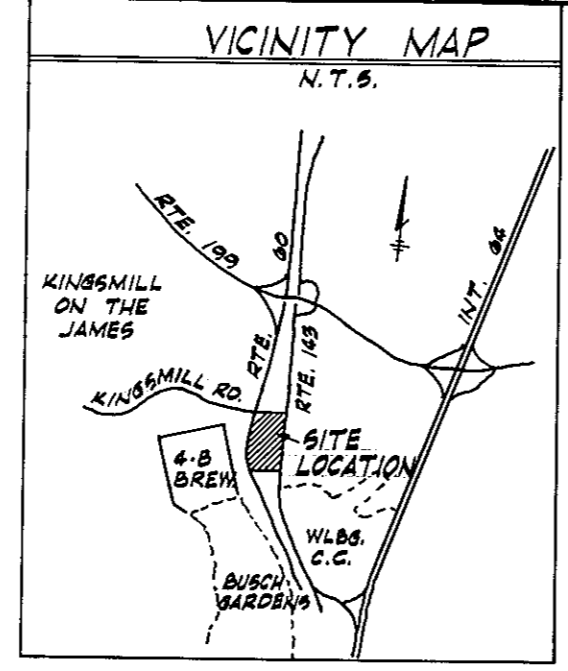 VICINITY MAP
N.T.S.
RTE. 199
60
INT. 64
KINGSMILL
ON THE
JAMES
RTE.
RTE. 143
KINGSMILL RD.
SITE
LOCATION
A-B
BREW.
WLBG.
C.C.
BUSCH
GARDENS